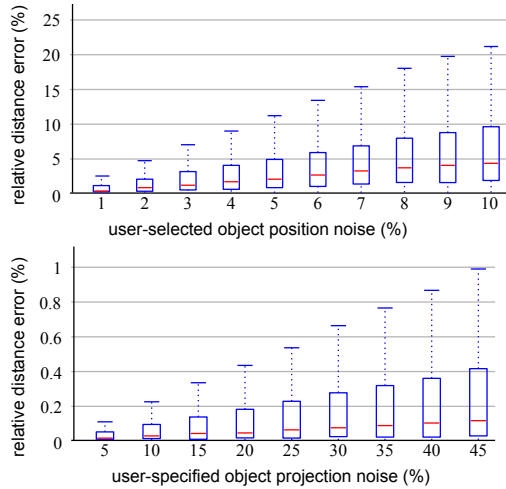 relative distance error (%)
25
20
15
10
5
0
1 2 3 4 5 6 7 8 9 10
user-selected object position noise (%)
relative distance error (%)
1
0.8
0.6
0.4
0.2
0
5 10 15 20 25 30 35 40 45
user-specified object projection noise (%)